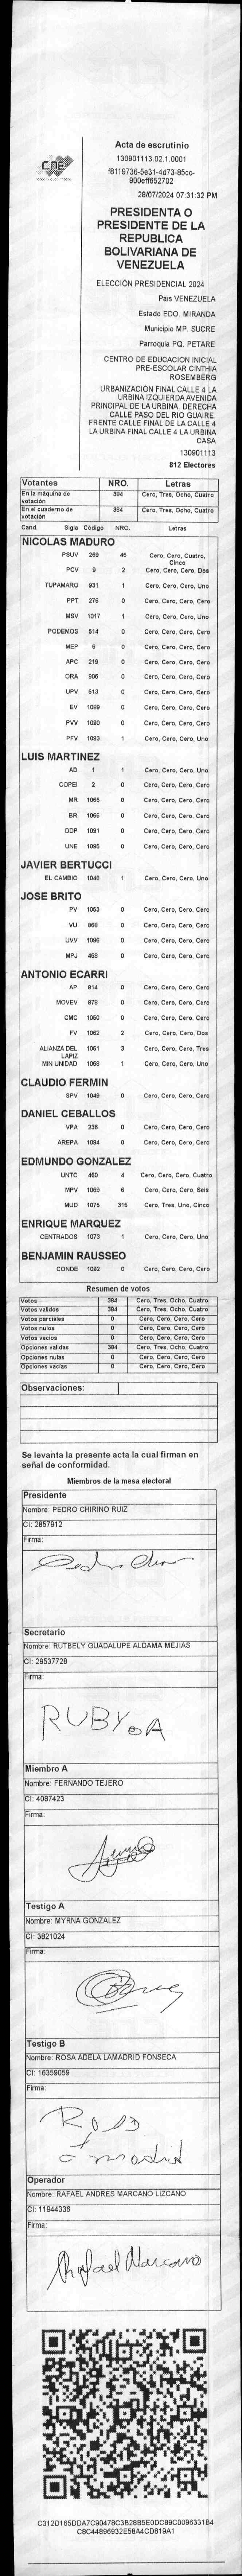 CNE
Acta de escrutinio
130901113.02.1.0001
f8119736-5e31-4d73-85cc-
900eff652702
28/07/2024 07:31:32 PM
PRESIDENTA O
PRESIDENTE DE LA
REPUBLICA
BOLIVARIANA DE
VENEZUELA
ELECCIÓN PRESIDENCIAL 2024
Pais VENEZUELA
Estado EDO. MIRANDA
Municipio MP. SUCRE
Parroquia PQ. PETARE
CENTRO DE EDUCACION INICIAL
PRE-ESCOLAR CINTHIA
ROSEMBERG
URBANIZACIÓN FINAL CALLE 4 LA
URBINA IZQUIERDA AVENIDA
PRINCIPAL DE LA URBINA. DERECHA
CALLE PASO DEL RIO GUAIRE.
FRENTE CALLE FINAL DE LA CALLE 4
LA URBINA FINAL CALLE 4 LA URBINA
CASA
130901113
812 Electores
Votantes NRO. Letras
En la máquina de votación 384 Cero, Tres, Ocho, Cuatro
En el cuaderno de votación 384 Cero, Tres, Ocho, Cuatro
Cand. Sigla Código NRO. Letras
NICOLAS MADURO
PSUV 269 45 Cero, Cero, Cuatro, Cinco
PCV 9 2 Cero, Cero, Cero, Dos
TUPAMARO 931 1 Cero, Cero, Cero, Uno
PPT 276 0 Cero, Cero, Cero, Cero
MSV 1017 1 Cero, Cero, Cero, Uno
PODEMOS 514 0 Cero, Cero, Cero, Cero
MEP 6 0 Cero, Cero, Cero, Cero
APC 219 0 Cero, Cero, Cero, Cero
ORA 906 0 Cero, Cero, Cero, Cero
UPV 513 0 Cero, Cero, Cero, Cero
EV 1089 0 Cero, Cero, Cero, Cero
PVV 1090 0 Cero, Cero, Cero, Cero
PFV 1093 1 Cero, Cero, Cero, Uno
LUIS MARTINEZ
AD 1 1 Cero, Cero, Cero, Uno
COPEI 2 0 Cero, Cero, Cero, Cero
MR 1065 0 Cero, Cero, Cero, Cero
BR 1066 0 Cero, Cero, Cero, Cero
DDP 1091 0 Cero, Cero, Cero, Cero
UNE 1095 0 Cero, Cero, Cero, Cero
JAVIER BERTUCCI
EL CAMBIO 1048 1 Cero, Cero, Cero, Uno
JOSE BRITO
PV 1053 0 Cero, Cero, Cero, Cero
VU 868 0 Cero, Cero, Cero, Cero
UVV 1096 0 Cero, Cero, Cero, Cero
MPJ 458 0 Cero, Cero, Cero, Cero
ANTONIO ECARRI
AP 814 0 Cero, Cero, Cero, Cero
MOVEV 878 0 Cero, Cero, Cero, Cero
CMC 1050 0 Cero, Cero, Cero, Cero
FV 1062 2 Cero, Cero, Cero, Dos
ALIANZA DEL LAPIZ 1051 3 Cero, Cero, Cero, Tres
MIN UNIDAD 1068 1 Cero, Cero, Cero, Uno
CLAUDIO FERMIN
SPV 1049 0 Cero, Cero, Cero, Cero
DANIEL CEBALLOS
VPA 236 0 Cero, Cero, Cero, Cero
AREPA 1094 0 Cero, Cero, Cero, Cero
EDMUNDO GONZALEZ
UNTC 460 4 Cero, Cero, Cero, Cuatro
MPV 1069 6 Cero, Cero, Cero, Seis
MUD 1075 315 Cero, Tres, Uno, Cinco
ENRIQUE MARQUEZ
CENTRADOS 1073 1 Cero, Cero, Cero, Uno
BENJAMIN RAUSSEO
CONDE 1092 0 Cero, Cero, Cero, Cero
Resumen de votos
Votos 384 Cero, Tres, Ocho, Cuatro
Votos validos 384 Cero, Tres, Ocho, Cuatro
Votos parciales 0 Cero, Cero, Cero, Cero
Votos nulos 0 Cero, Cero, Cero, Cero
Votos vacios 0 Cero, Cero, Cero, Cero
Opciones validas 384 Cero, Tres, Ocho, Cuatro
Opciones nulas 0 Cero, Cero, Cero, Cero
Opciones vacias 0 Cero, Cero, Cero, Cero
Observaciones:
Se levanta la presente acta la cual firman en
señal de conformidad.
Miembros de la mesa electoral
Presidente
Nombre: PEDRO CHIRINO RUIZ
CI: 2857912
Firma:
Pedro Chirino
Secretario
Nombre: RUTBELY GUADALUPE ALDAMA MEJIAS
CI: 29537728
Firma:
RUBY A
Miembro A
Nombre: FERNANDO TEJERO
CI: 4087423
Firma:
Testigo A
Nombre: MYRNA GONZALEZ
CI: 3821024
Firma:
Testigo B
Nombre: ROSA ADELA LAMADRID FONSECA
CI: 16359059
Firma:
Rosa
Lamadrid
Operador
Nombre: RAFAEL ANDRES MARCANO LIZCANO
CI: 11944336
Firma:
Rafael Marcano
C312D165DDA7C90478C3B28B5E0DC89C0096331B4
C8C44896932E58A4CD819A1